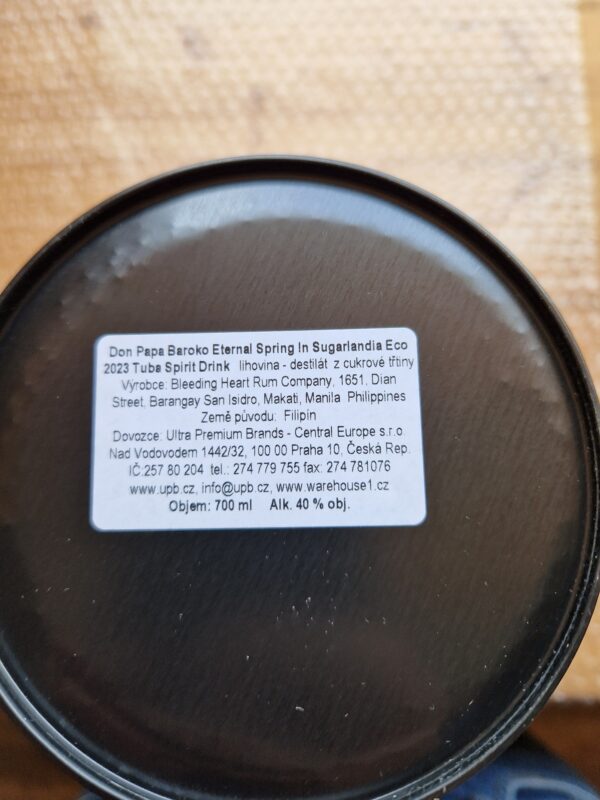 Don Papa Baroko Eternal Spring In Sugarlandia Eco
2023 Tuba Spirit Drink lihovina - destilát z cukrové třtiny
Výrobce: Bleeding Heart Rum Company, 1651, Dian
Street, Barangay San Isidro, Makati, Manila Philippines
Země původu: Filipín
Dovozce: Ultra Premium Brands - Central Europe s.r.o
Nad Vodovodem 1442/32, 100 00 Praha 10, Česká Rep.
IČ:257 80 204 tel.: 274 779 755 fax: 274 781076
www.upb.cz, info@upb.cz, www.warehouse1.cz
Objem: 700 ml Alk. 40 % obj.